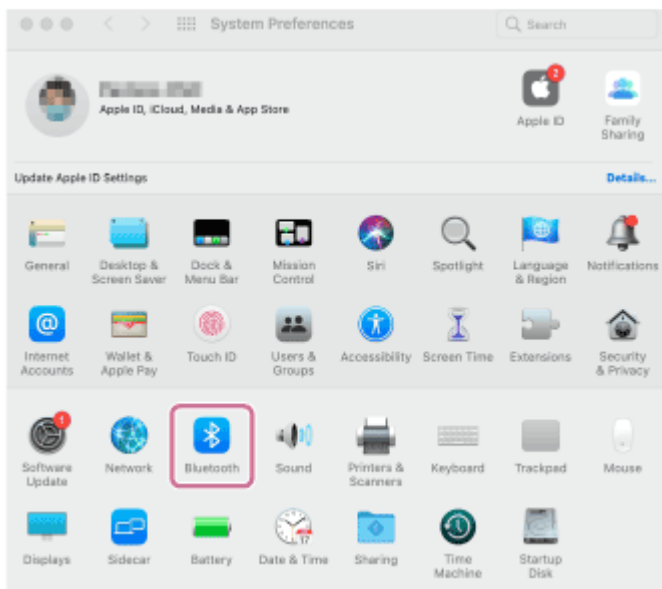 System Preferences
Search
Apple ID, iCloud, Media & App Store
2
Apple ID
Family
Sharing
Update Apple ID Settings
Details...
General
Desktop &
Screen Saver
Dock &
Menu Bar
Mission
Control
Siri
Spotlight
Language
& Region
Notifications
Internet
Accounts
Wallet &
Apple Pay
Touch ID
Users &
Groups
Accessibility
Screen Time
Extensions
Security
& Privacy
1
Software
Update
Network
Bluetooth
Sound
Printers &
Scanners
Keyboard
Trackpad
Mouse
17
Displays
Sidecar
Battery
Date & Time
Sharing
Time
Machine
Startup
Disk